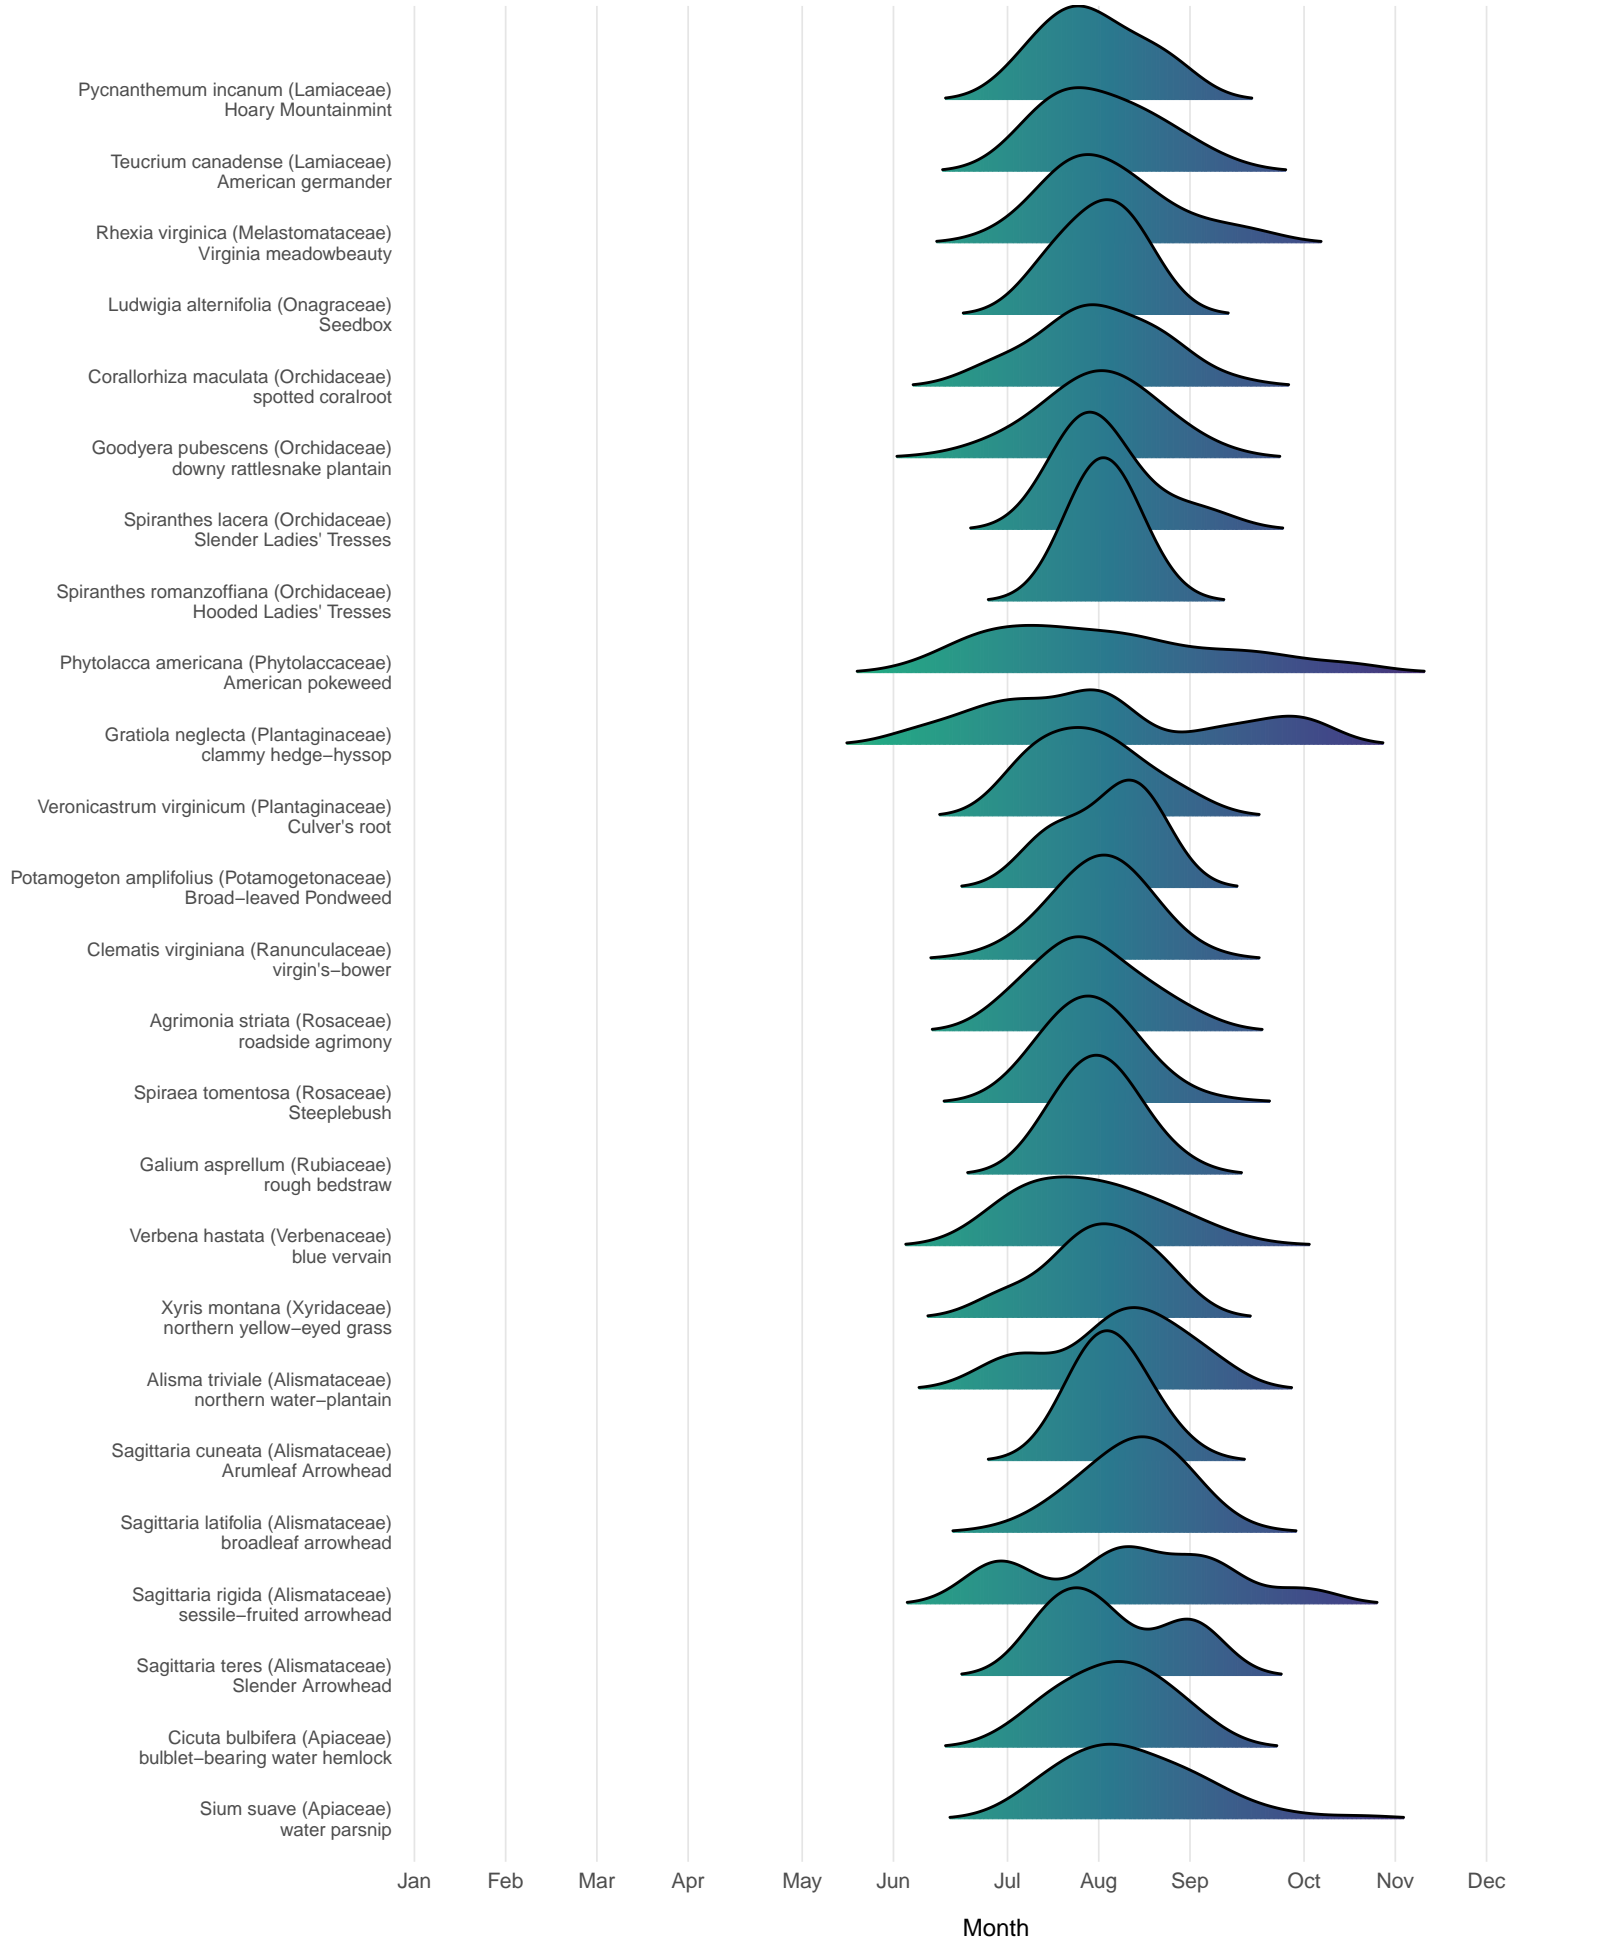 Pycnanthemum incanum (Lamiaceae)
Hoary Mountainmint
Teucrium canadense (Lamiaceae)
American germander
Rhexia virginica (Melastomataceae)
Virginia meadowbeauty
Ludwigia alternifolia (Onagraceae)
Seedbox
Corallorhiza maculata (Orchidaceae)
spotted coralroot
Goodyera pubescens (Orchidaceae)
downy rattlesnake plantain
Spiranthes lacera (Orchidaceae)
Slender Ladies' Tresses
Spiranthes romanzoffiana (Orchidaceae)
Hooded Ladies' Tresses
Phytolacca americana (Phytolaccaceae)
American pokeweed
Gratiola neglecta (Plantaginaceae)
clammy hedge−hyssop
Veronicastrum virginicum (Plantaginaceae)
Culver's root
Potamogeton amplifolius (Potamogetonaceae)
Broad−leaved Pondweed
Clematis virginiana (Ranunculaceae)
virgin's−bower
Agrimonia striata (Rosaceae)
roadside agrimony
Spiraea tomentosa (Rosaceae)
Steeplebush
Galium asprellum (Rubiaceae)
rough bedstraw
Verbena hastata (Verbenaceae)
blue vervain
Xyris montana (Xyridaceae)
northern yellow−eyed grass
Alisma triviale (Alismataceae)
northern water−plantain
Sagittaria cuneata (Alismataceae)
Arumleaf Arrowhead
Sagittaria latifolia (Alismataceae)
broadleaf arrowhead
Sagittaria rigida (Alismataceae)
sessile−fruited arrowhead
Sagittaria teres (Alismataceae)
Slender Arrowhead
Cicuta bulbifera (Apiaceae)
bulblet−bearing water hemlock
Sium suave (Apiaceae)
water parsnip
Jan Feb Mar Apr May Jun Jul Aug Sep Oct Nov Dec
Month